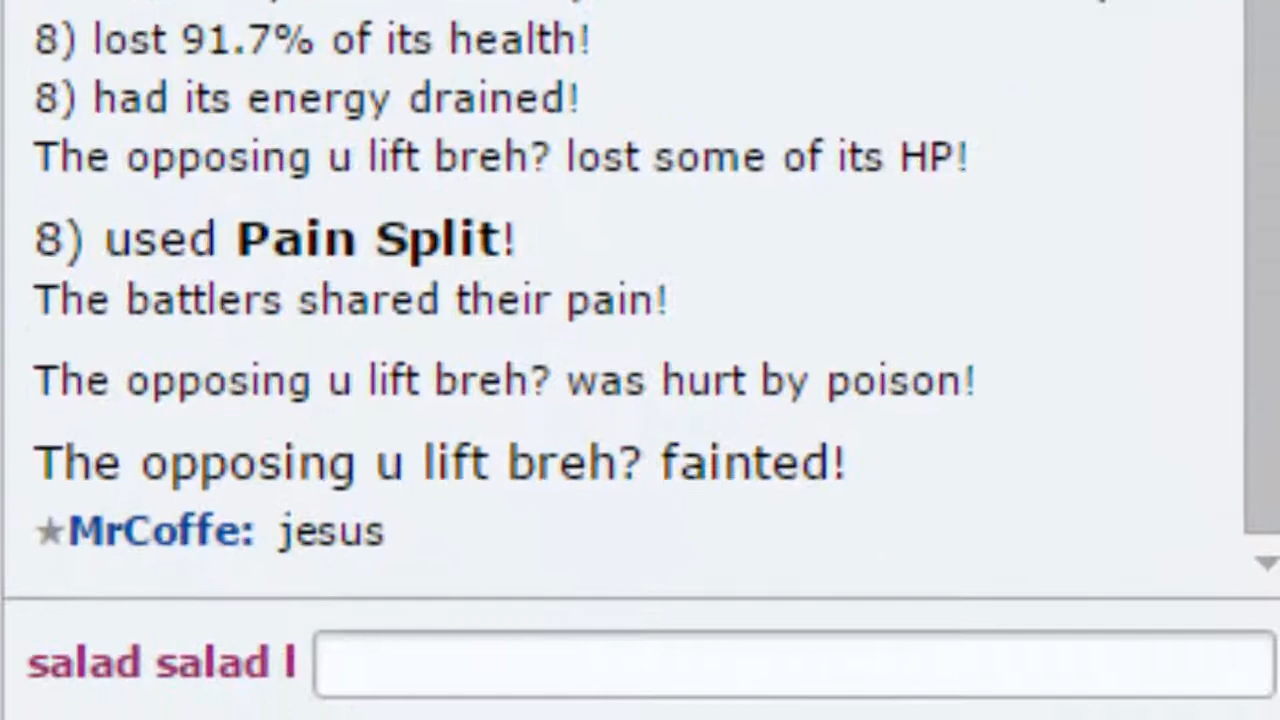 8) lost 91.7% of its health!
8) had its energy drained!
The opposing u lift breh? lost some of its HP!
8) used Pain Split!
The battlers shared their pain!
The opposing u lift breh? was hurt by poison!
The opposing u lift breh? fainted!
★MrCoffe: jesus
salad salad l